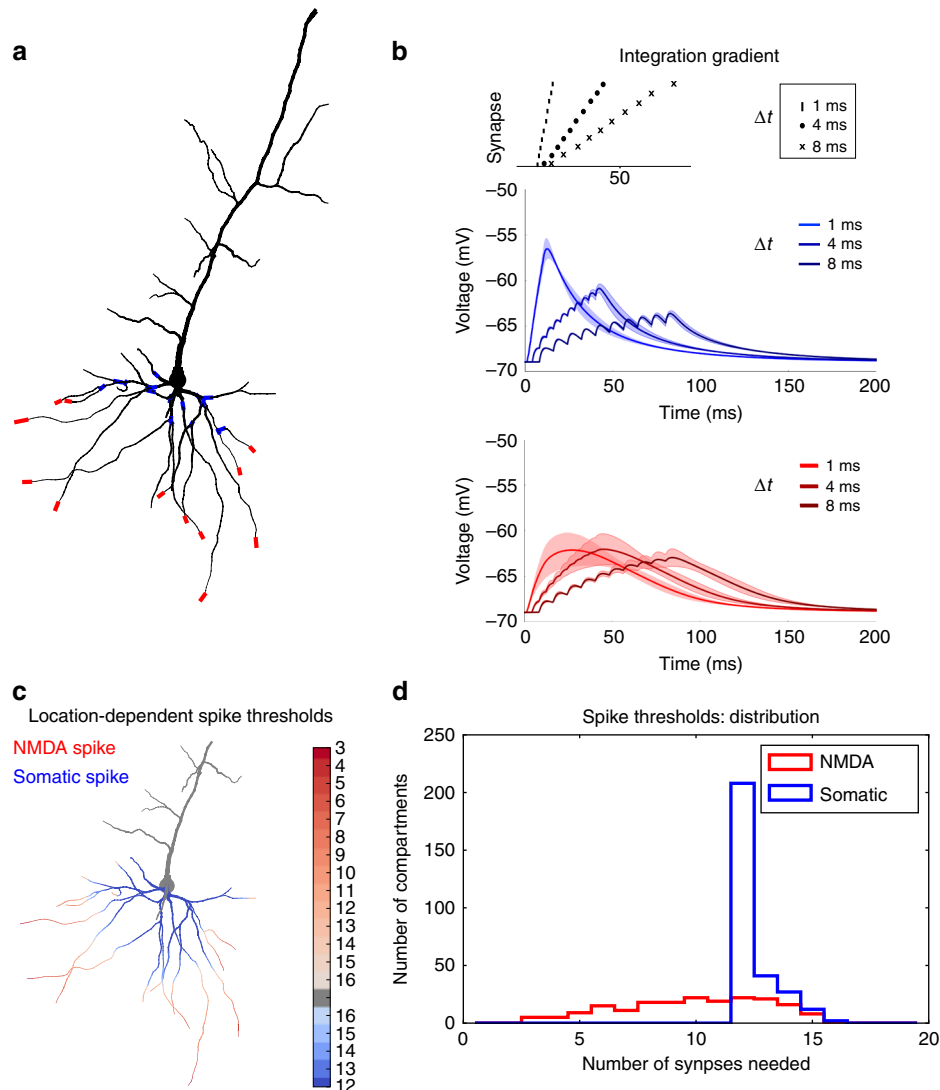 a
b
Integration gradient
Synapse
50
Δt
1 ms
4 ms
8 ms
−50
−55
−60
−65
−70
Voltage (mV)
0
50
100
150
200
Time (ms)
Δt
1 ms
4 ms
8 ms
−50
−55
−60
−65
−70
Voltage (mV)
0
50
100
150
200
Time (ms)
Δt
1 ms
4 ms
8 ms
c
Location-dependent spike thresholds
NMDA spike
Somatic spike
3
4
5
6
7
8
9
10
11
12
13
14
15
16
16
15
14
13
12
d
Spike thresholds: distribution
250
200
150
100
50
0
Number of compartments
NMDA
Somatic
0
5
10
15
20
Number of synpses needed